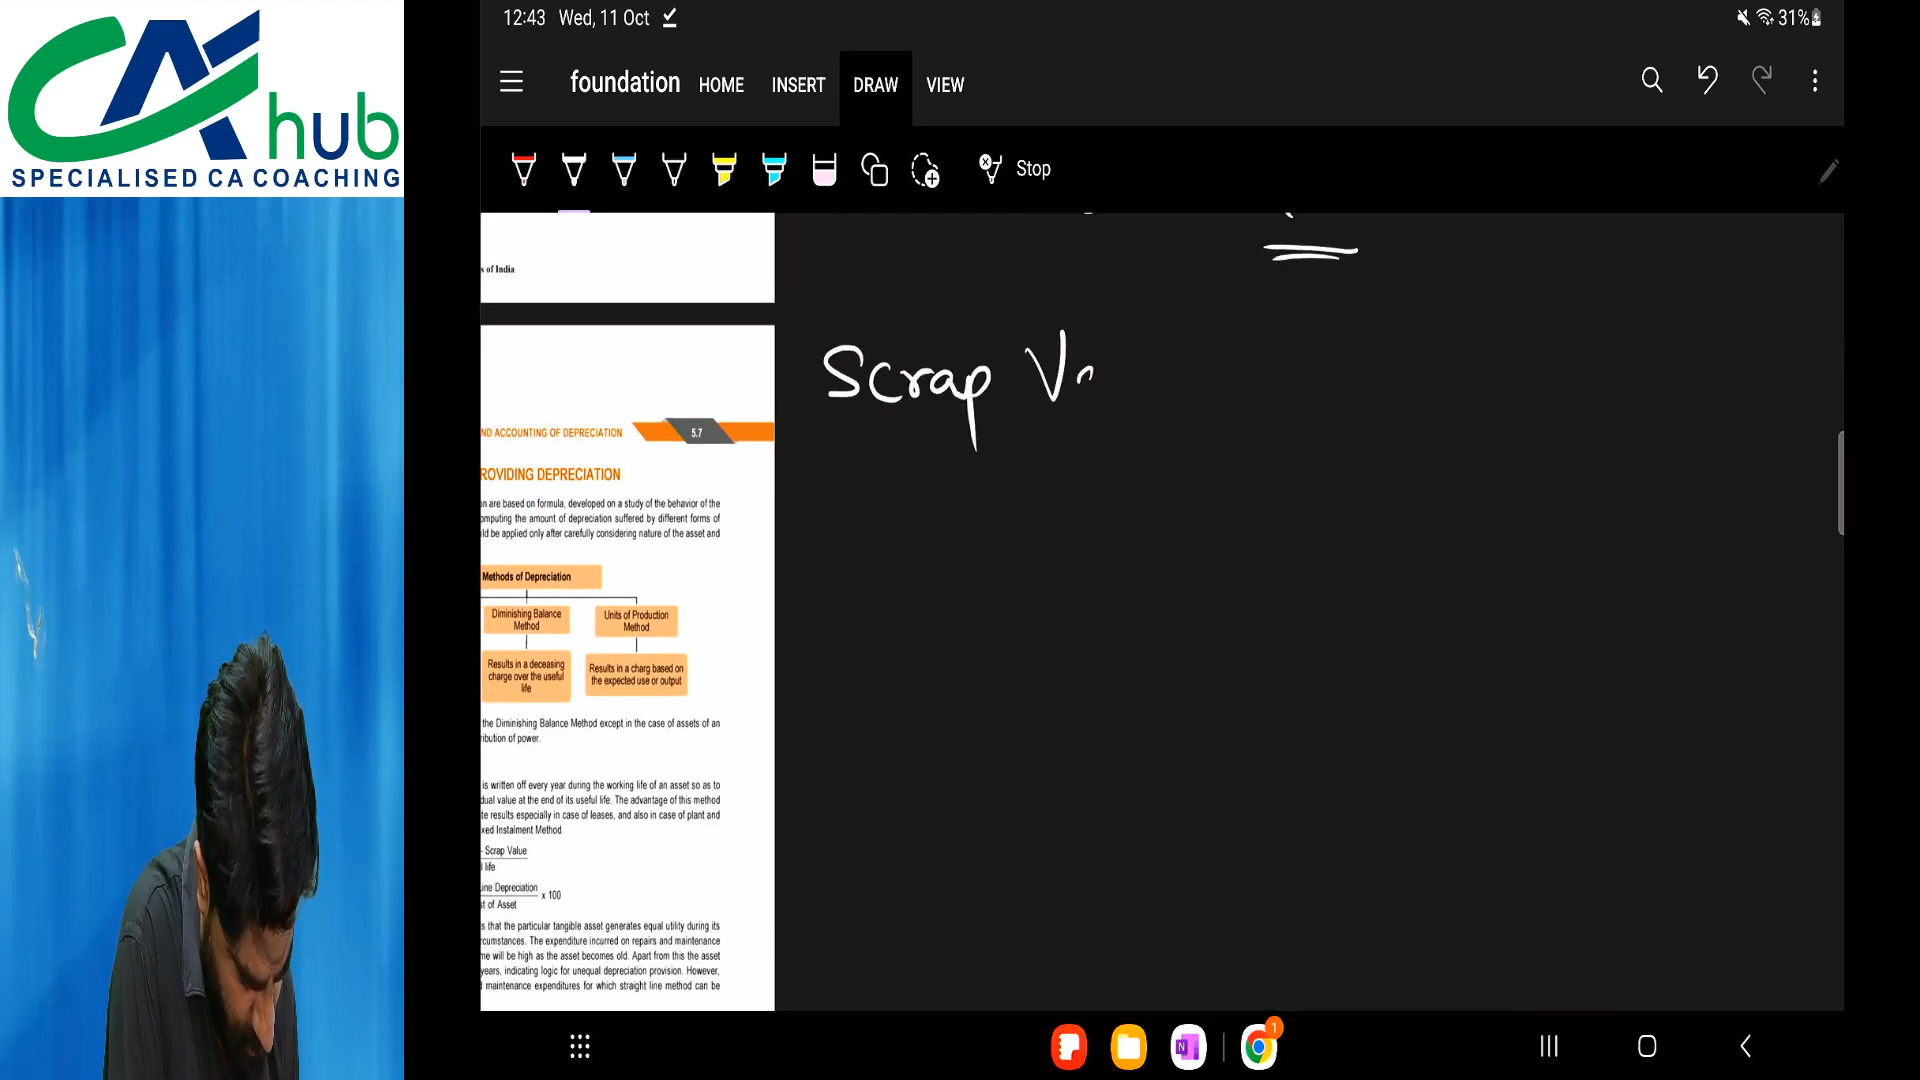 CA hub
SPECIALISED CA COACHING
12:43 Wed, 11 Oct
31%
foundation HOME INSERT DRAW VIEW
Stop
s of India
Scrap Va
ND ACCOUNTING OF DEPRECIATION 5.7
ROVIDING DEPRECIATION
on are based on formula, developed on a study of the behavior of the
omputing the amount of depreciation suffered by different forms of
ld be applied only after carefully considering nature of the asset and
Methods of Depreciation
Diminishing Balance
Method
Units of Production
Method
Results in a deceasing
charge over the useful
life
Results in a charg based on
the expected use or output
the Diminishing Balance Method except in the case of assets of an
ribution of power.
is written off every year during the working life of an asset so as to
dual value at the end of its useful life. The advantage of this method
te results especially in case of leases, and also in case of plant and
xed Instalment Method.
- Scrap Value
l life
ine Depreciation
x 100
st of Asset
s that the particular tangible asset generates equal utility during its
rcumstances. The expenditure incurred on repairs and maintenance
me will be high as the asset becomes old. Apart from this the asset
years, indicating logic for unequal depreciation provision. However,
d maintenance expenditures for which straight line method can be
N
1